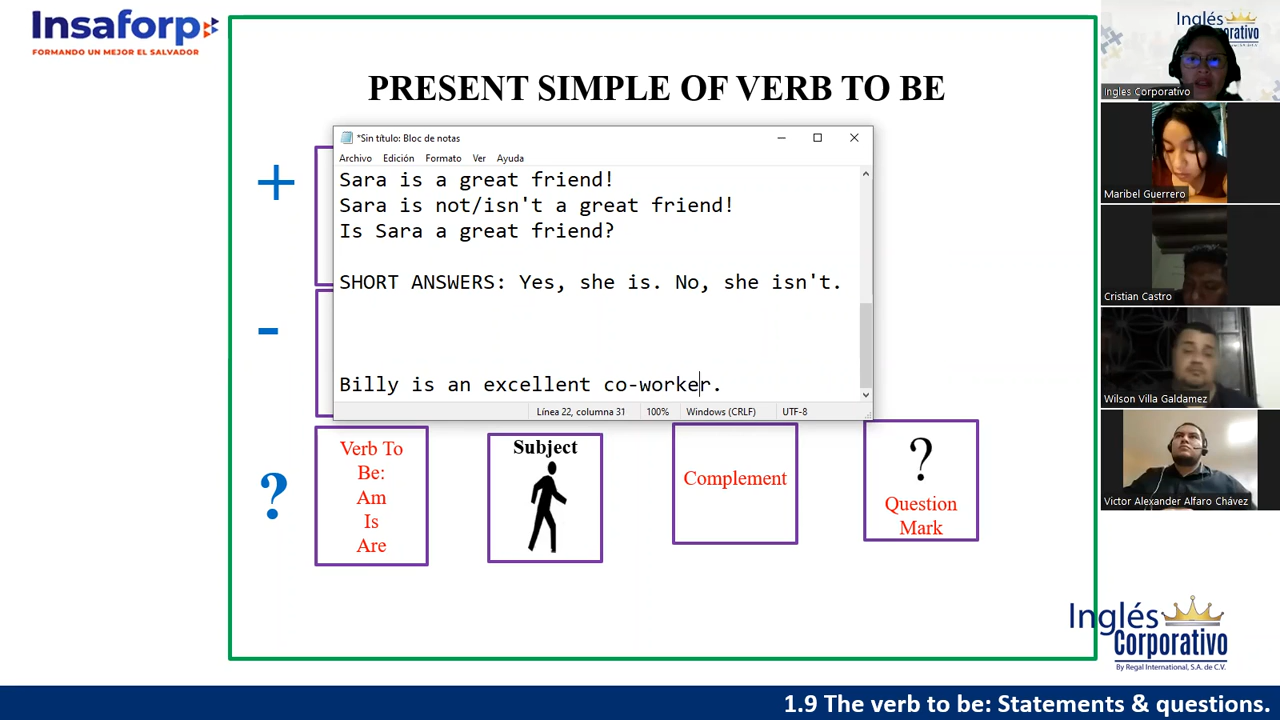 Insaforp
FORMANDO UN MEJOR EL SALVADOR
PRESENT SIMPLE OF VERB TO BE
+
*Sin título: Bloc de notas
Archivo Edición Formato Ver Ayuda
Sara is a great friend!
Sara is not/isn't a great friend!
Is Sara a great friend?
SHORT ANSWERS: Yes, she is. No, she isn't.
Billy is an excellent co-worker.
Línea 22, columna 31 100% Windows (CRLF) UTF-8
-
?
Verb To
Be:
Am
Is
Are
Subject
Complement
?
Question
Mark
Inglés
Corporativo
Ingles Corporativo
Maribel Guerrero
Cristian Castro
Wilson Villa Galdamez
Victor Alexander Alfaro Chávez
Inglés
Corporativo
By Regal International, S.A. de C.V.
1.9 The verb to be: Statements & questions.